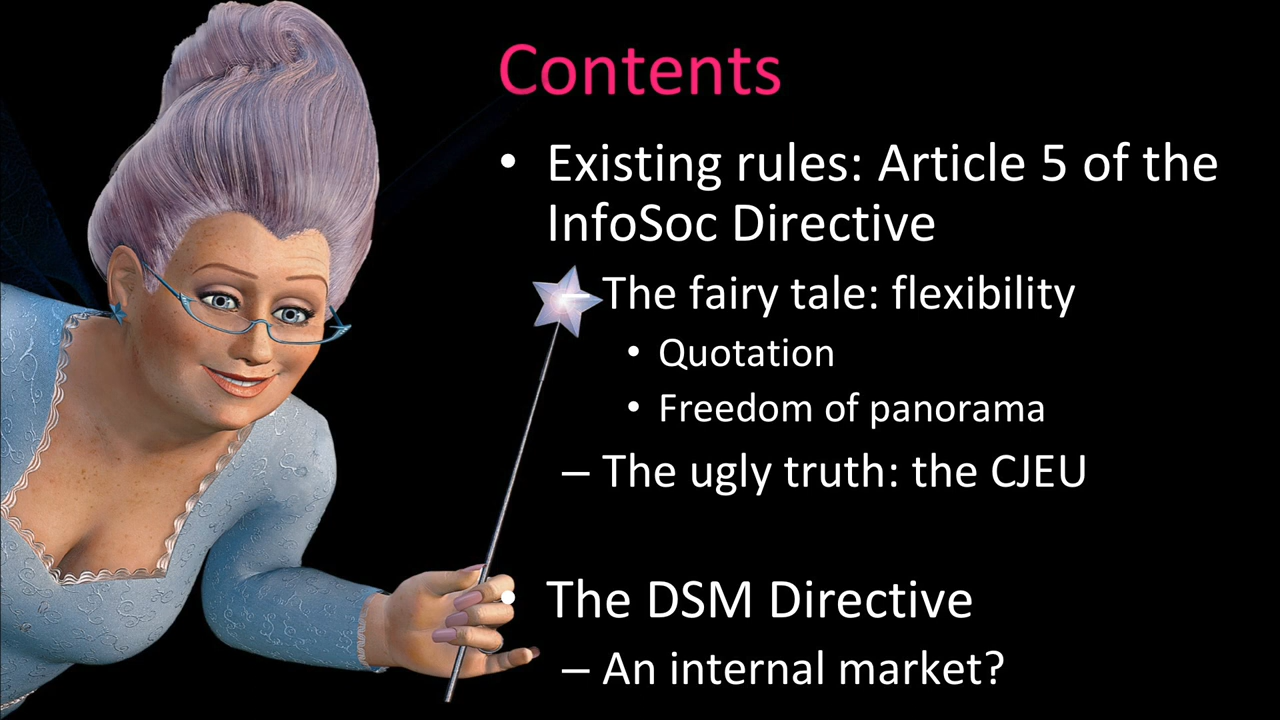 Contents
• Existing rules: Article 5 of the
InfoSoc Directive
– The fairy tale: flexibility
• Quotation
• Freedom of panorama
– The ugly truth: the CJEU
• The DSM Directive
– An internal market?